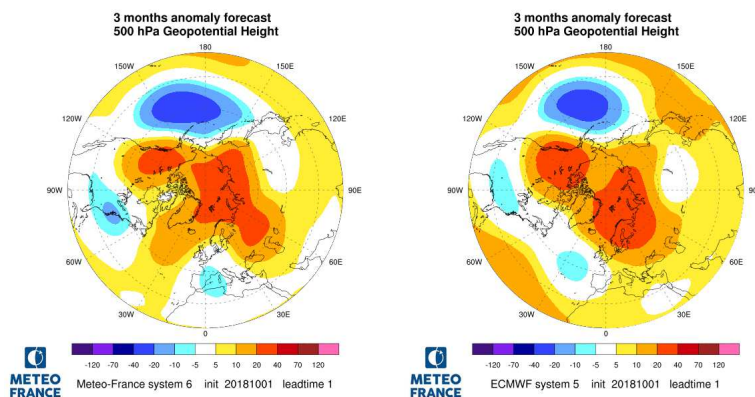 3 months anomaly forecast
500 hPa Geopotential Height
180
150W
150E
120W
120E
90W
90E
60W
60E
30W
30E
0
-120 -70 -40 -20 -10 -5 5 10 20 40 70 120
METEO
FRANCE
Meteo-France system 6 init 20181001 leadtime 1
3 months anomaly forecast
500 hPa Geopotential Height
180
150W
150E
120W
120E
90W
90E
60W
60E
30W
30E
0
-120 -70 -40 -20 -10 -5 5 10 20 40 70 120
METEO
FRANCE
ECMWF system 5 init 20181001 leadtime 1